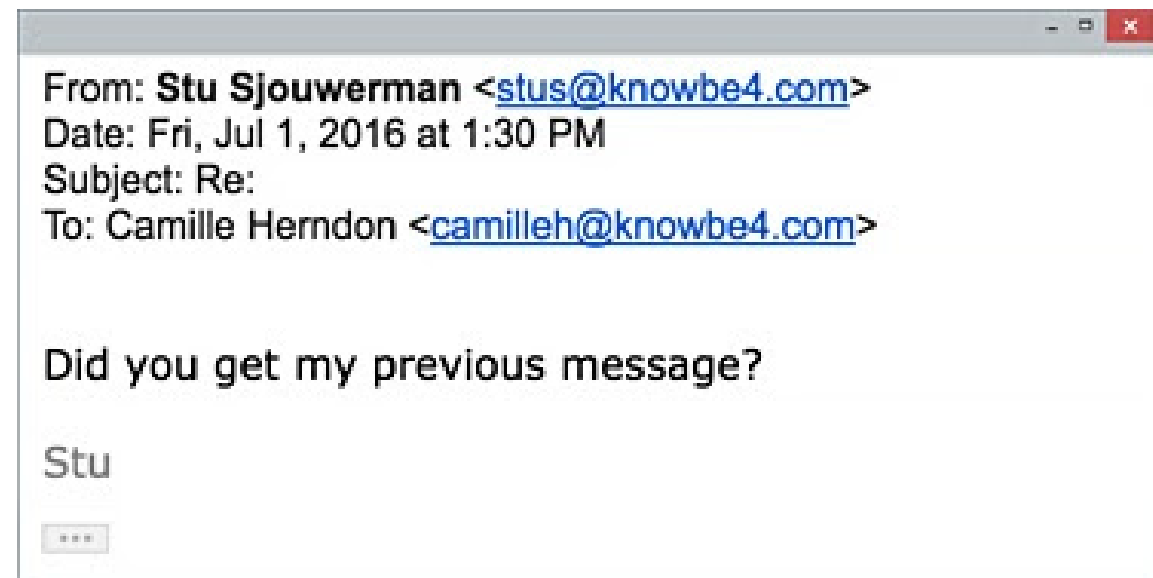 From: Stu Sjouwerman <stus@knowbe4.com>
Date: Fri, Jul 1, 2016 at 1:30 PM
Subject: Re:
To: Camille Herndon <camilleh@knowbe4.com>
Did you get my previous message?
Stu